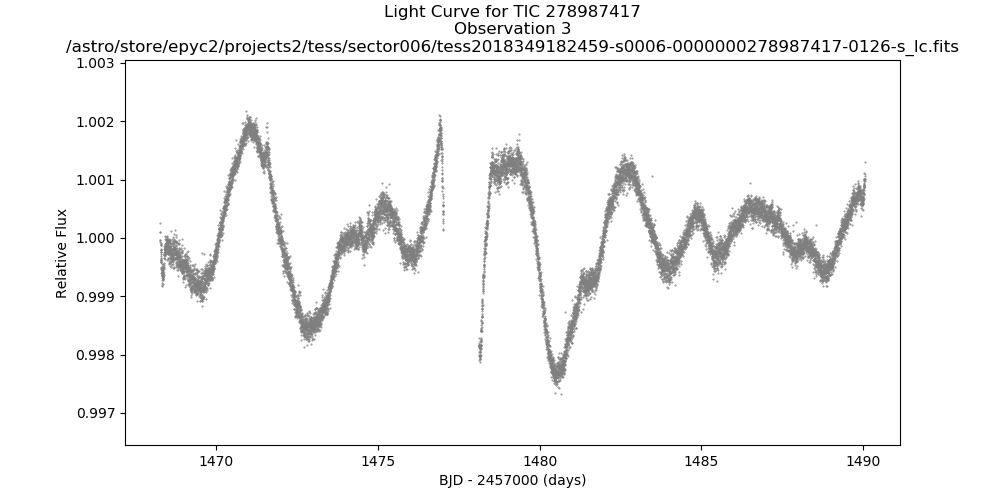 Light Curve for TIC 278987417
Observation 3
/astro/store/epyc2/projects2/tess/sector006/tess2018349182459-s0006-0000000278987417-0126-s_lc.fits
1.003
1.002
1.001
1.000
0.999
0.998
0.997
Relative Flux
1470
1475
1480
1485
1490
BJD - 2457000 (days)